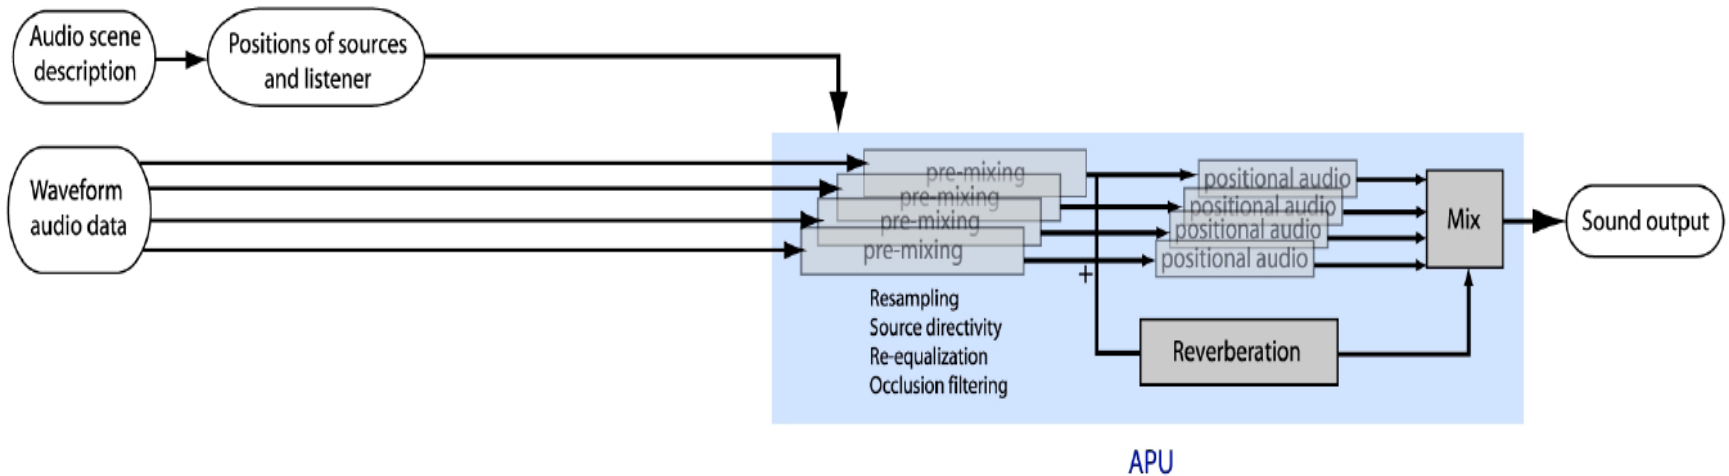 Audio scene
description
Positions of sources
and listener
Waveform
audio data
pre-mixing
pre-mixing
pre-mixing
pre-mixing
positional audio
positional audio
positional audio
positional audio
Mix
Sound output
+
Resampling
Source directivity
Re-equalization
Occlusion filtering
Reverberation
APU